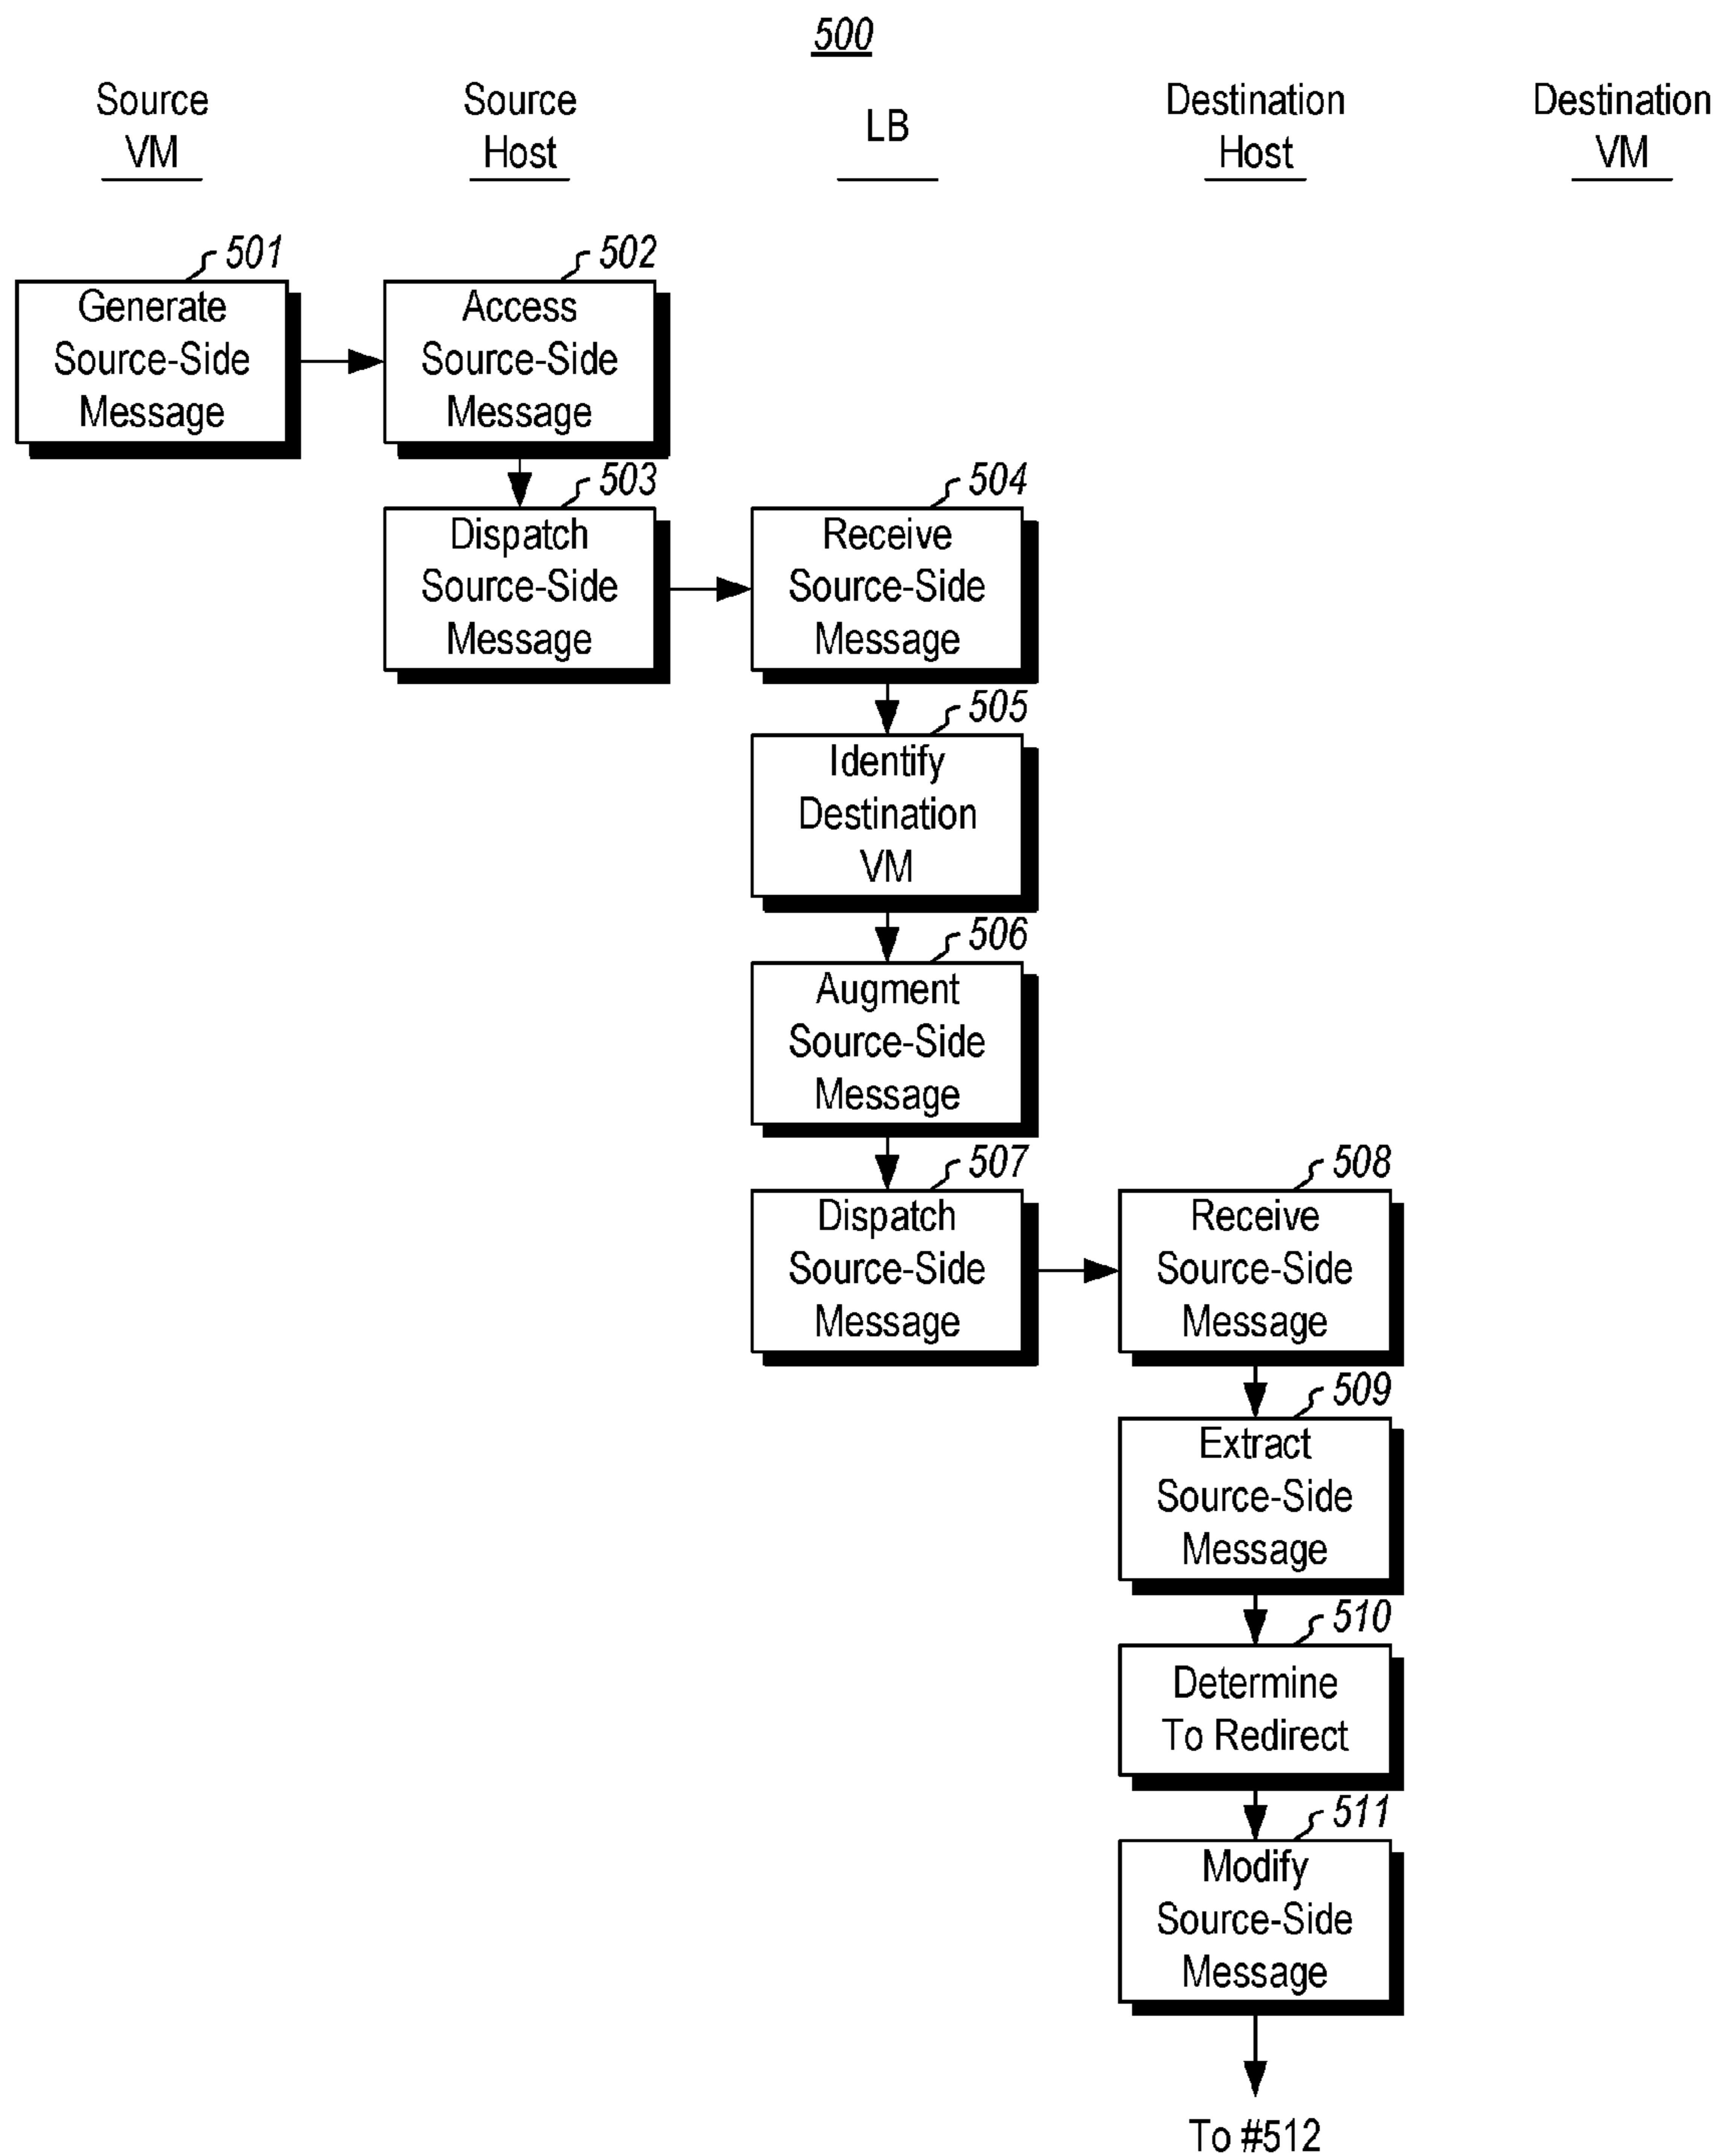 500
Source
VM
Source
Host
LB
Destination
Host
Destination
VM
501
Generate
Source-Side
Message
502
Access
Source-Side
Message
503
Dispatch
Source-Side
Message
504
Receive
Source-Side
Message
505
Identify
Destination
VM
506
Augment
Source-Side
Message
507
Dispatch
Source-Side
Message
508
Receive
Source-Side
Message
509
Extract
Source-Side
Message
510
Determine
To Redirect
511
Modify
Source-Side
Message
To #512